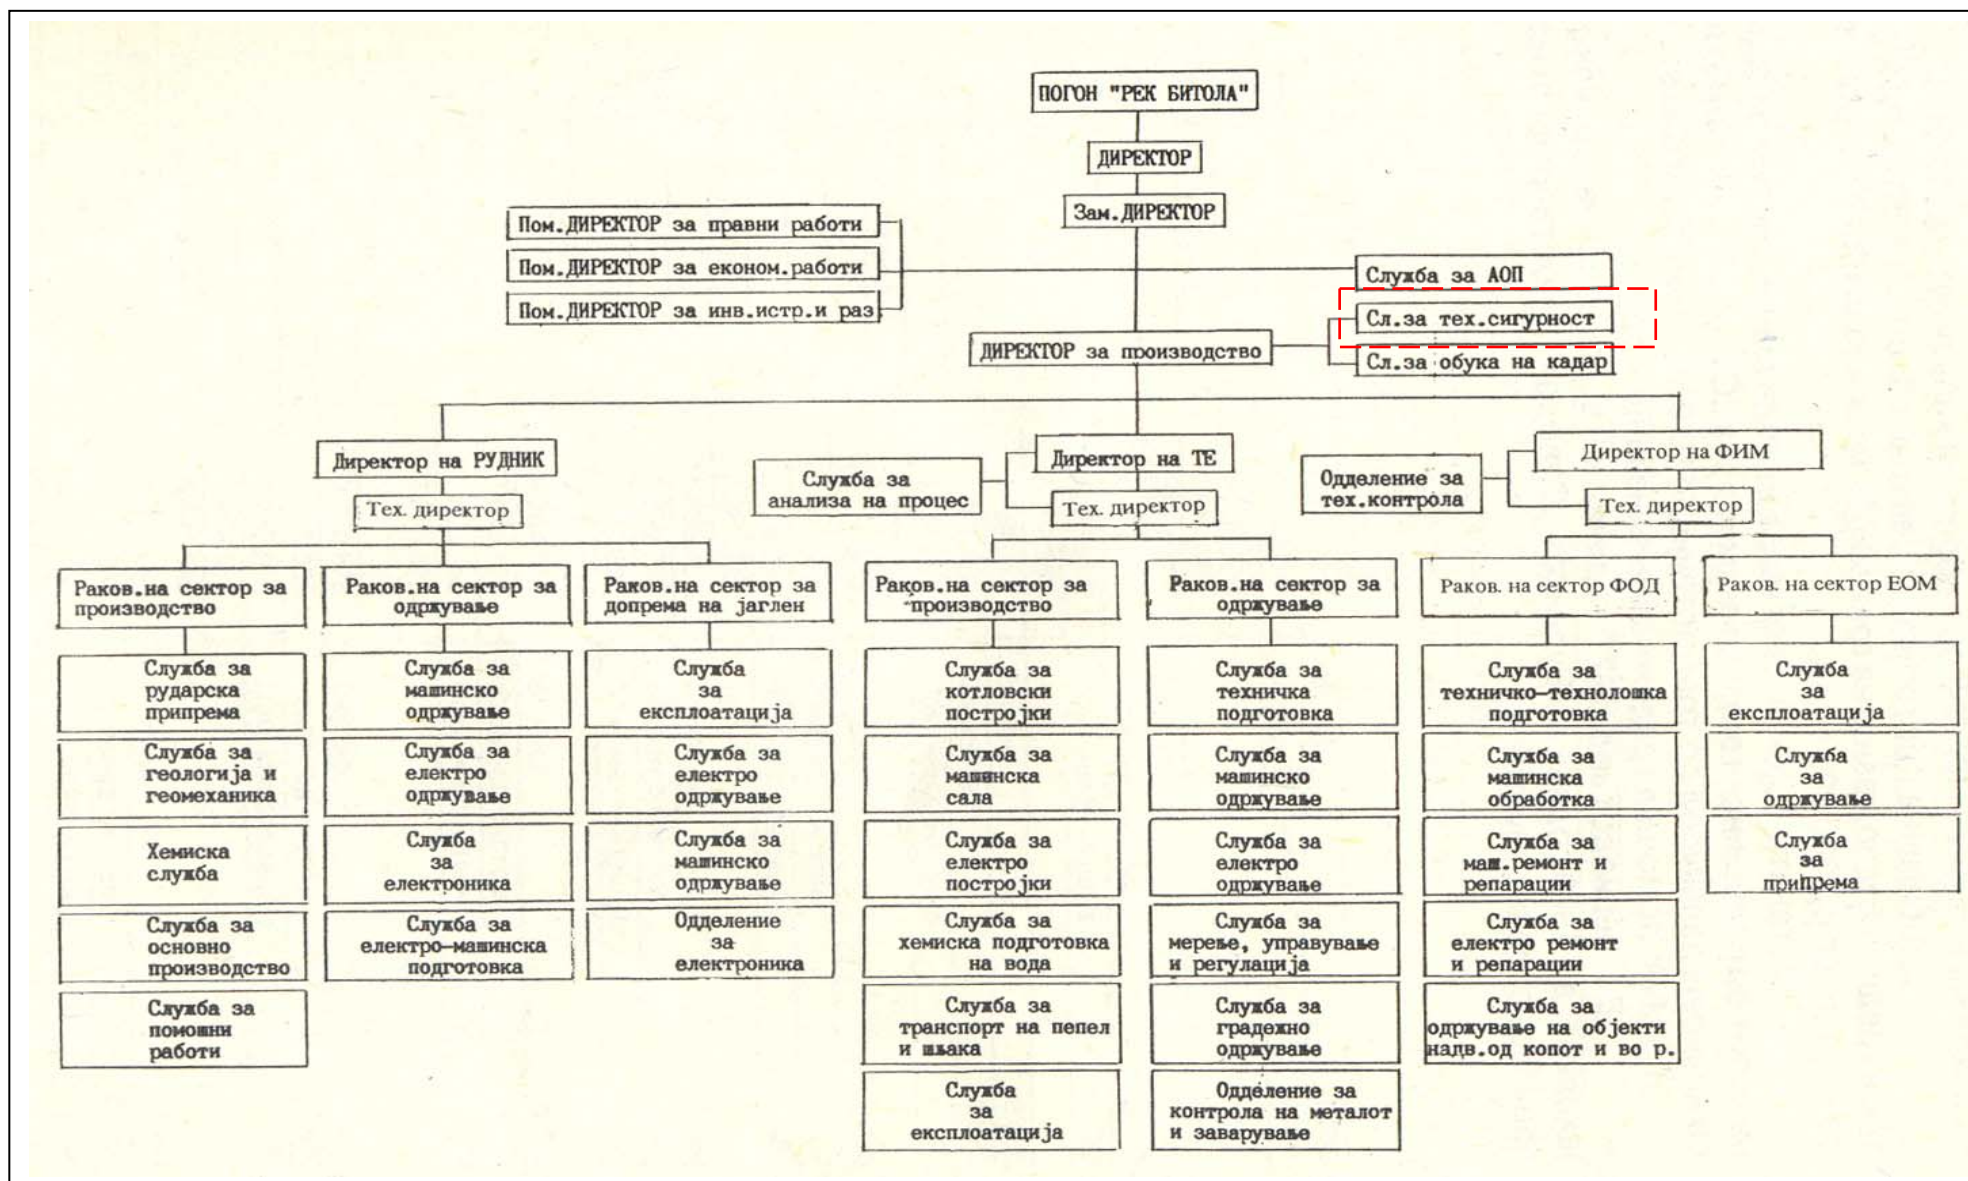 ПОГОН "РЕК БИТОЛА"
ДИРЕКТОР
Зам.ДИРЕКТОР
Пом.ДИРЕКТОР за правни работи
Пом.ДИРЕКТОР за економ.работи
Пом.ДИРЕКТОР за инв.истр.и раз.
Служба за АОП
Сл.за тех.сигурност
ДИРЕКТОР за производство
Сл.за обука на кадар
Директор на РУДНИК
Тех. директор
Служба за
анализа на процес
Директор на ТЕ
Тех. директор
Одделение за
тех.контрола
Директор на ФИМ
Тех. директор
Раков.на сектор за
производство
Раков.на сектор за
одржување
Раков.на сектор за
допрема на јаглен
Раков.на сектор за
производство
Раков.на сектор за
одржување
Раков. на сектор ФОД
Раков. на сектор ЕОМ
Служба за
рударска
припрема
Служба за
машинско
одржување
Служба
за
експлоатација
Служба за
котловски
постројки
Служба за
техничка
подготовка
Служба за
техничко-технолошка
подготовка
Служба
за
експлоатација
Служба за
геологија и
геомеханика
Служба за
електро
одржување
Служба за
електро
одржување
Служба за
машинска
сала
Служба за
машинско
одржување
Служба за
машинска
обработка
Служба
за
одржување
Хемиска
служба
Служба
за
електроника
Служба за
машинско
одржување
Служба за
електро
постројки
Служба за
електро
одржување
Служба за
маш.ремонт и
репарации
Служба
за
припрема
Служба за
основно
производство
Служба за
електро-машинска
подготовка
Одделение
за
електроника
Служба за
хемиска подготовка
на вода
Служба за
мерење, управување
и регулација
Служба за
електро ремонт
и репарации
Служба за
помошни
работи
Служба за
транспорт на пепел
и шљака
Служба за
градежно
одржување
Служба за
одржување на објекти
надв.од копот и во р.
Служба
за
експлоатација
Одделение за
контрола на металот
и заварување